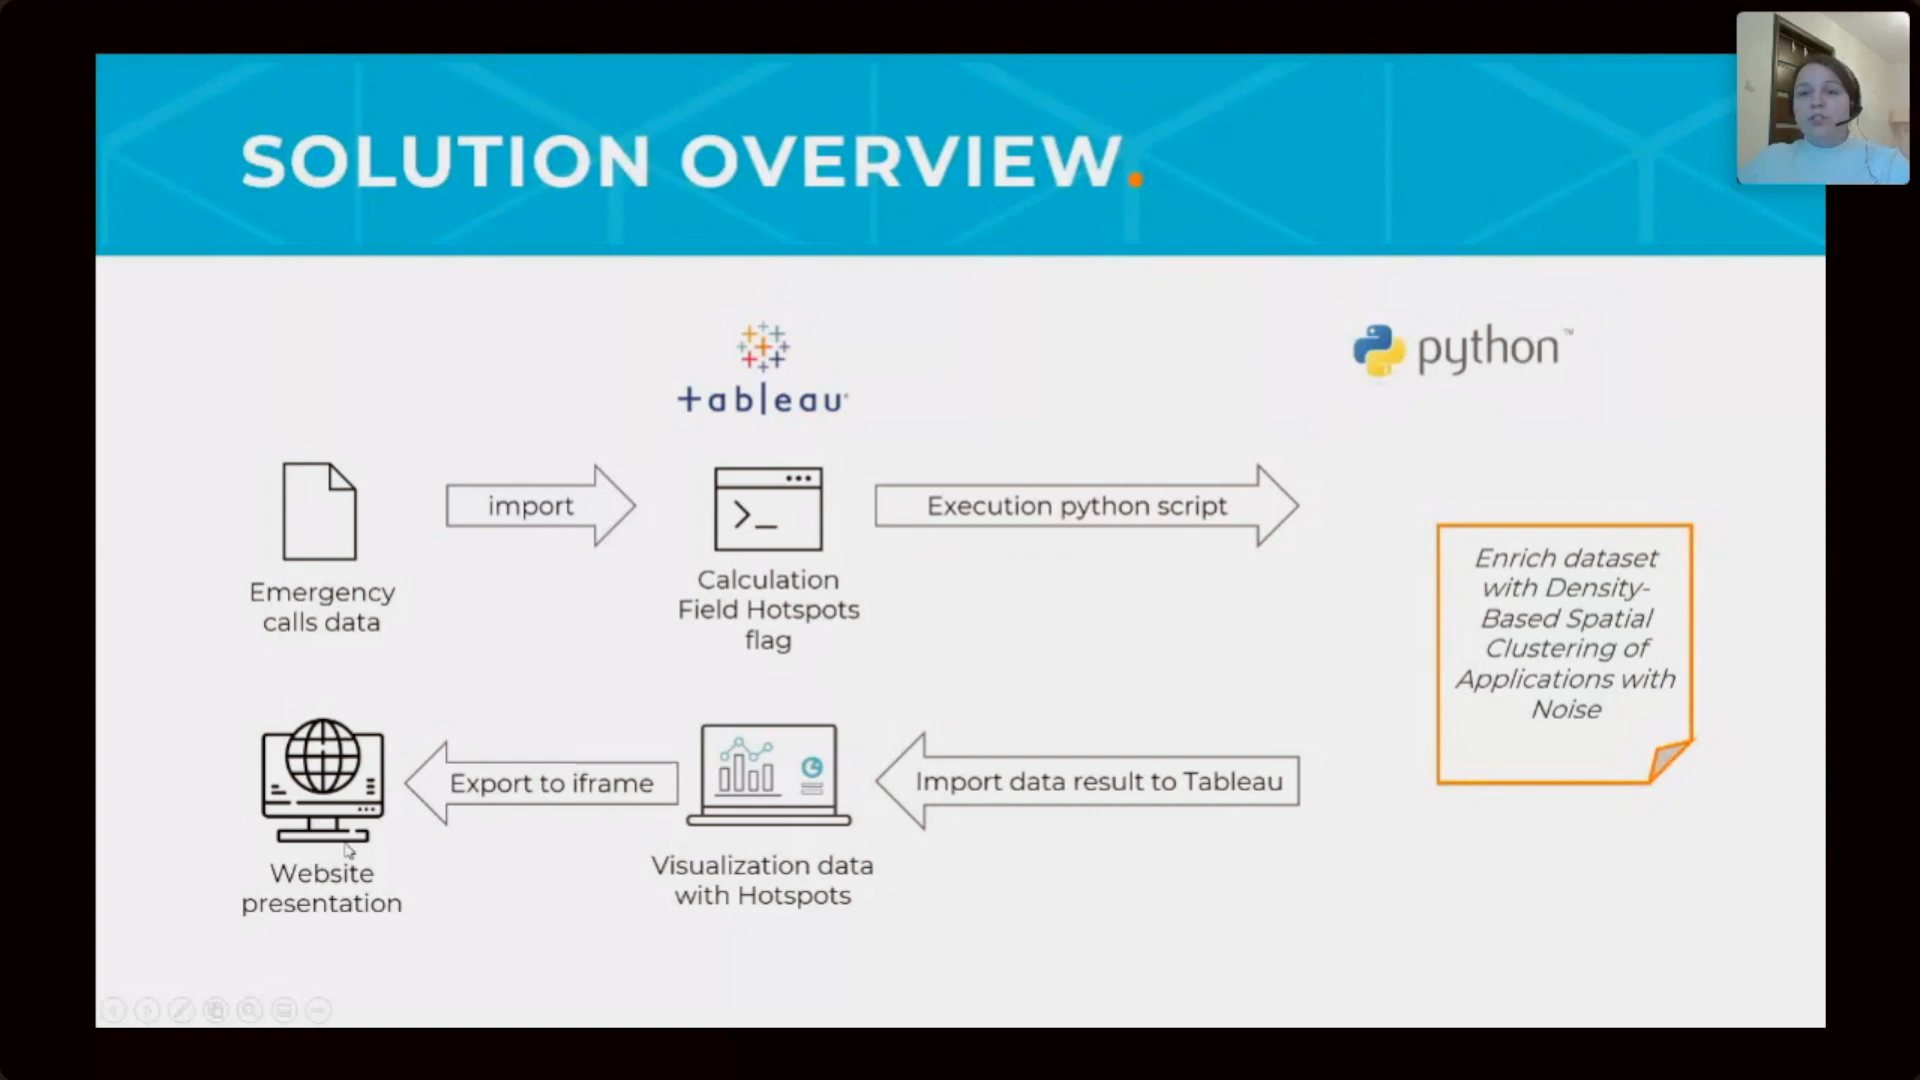 SOLUTION OVERVIEW.
+ableau
python™
import
Execution python script
Emergency
calls data
Calculation
Field Hotspots
flag
Enrich dataset
with Density-
Based Spatial
Clustering of
Applications with
Noise
Export to iframe
Import data result to Tableau
Website
presentation
Visualization data
with Hotspots